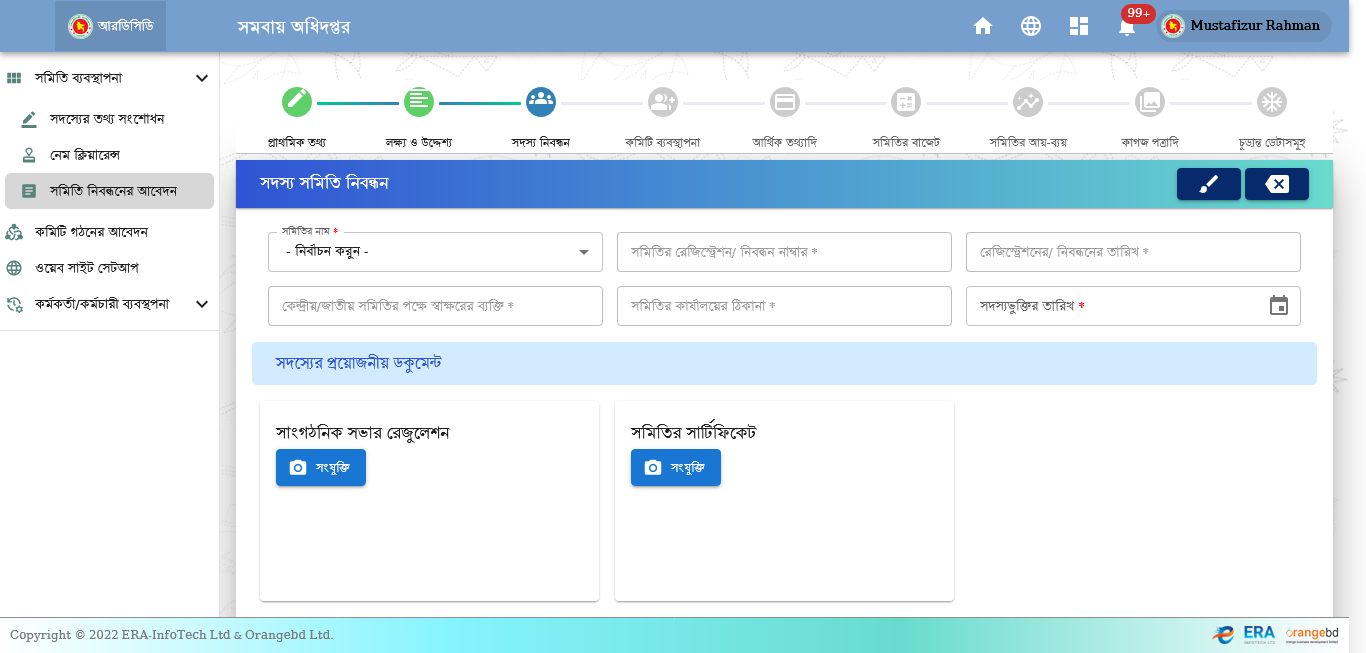 আরডিসিডি
সমবায় অধিদপ্তর
99+
Mustafizur Rahman
সমিতি ব্যবস্থাপনা
সদস্যের তথ্য সংশোধন
নেম ক্লিয়ারেন্স
সমিতি নিবন্ধনের আবেদন
কমিটি গঠনের আবেদন
ওয়েব সাইট সেটআপ
কর্মকর্তা/কর্মচারী ব্যবস্থপনা
প্রাথমিক তথ্য
লক্ষ্য ও উদ্দেশ্য
সদস্য নিবন্ধন
কমিটি ব্যবস্থাপনা
আর্থিক তথ্যাদি
সমিতির বাজেট
সমিতির আয়-ব্যয়
কাগজ পত্রাদি
চূড়ান্ত ডেটাসমূহ
সদস্য সমিতি নিবন্ধন
সমিতির নাম *
- নির্বাচন করুন -
সমিতির রেজিস্ট্রেশন/ নিবন্ধন নাম্বার *
রেজিস্ট্রেশনের/ নিবন্ধনের তারিখ *
কেন্দ্রীয়/জাতীয় সমিতির পক্ষে স্বাক্ষরের ব্যক্তি *
সমিতির কার্যালয়ের ঠিকানা *
সদস্যভুক্তির তারিখ *
সদস্যের প্রয়োজনীয় ডকুমেন্ট
সাংগঠনিক সভার রেজুলেশন
সংযুক্তি
সমিতির সার্টিফিকেট
সংযুক্তি
Copyright © 2022 ERA-InfoTech Ltd & Orangebd Ltd.
ERA
INFOTECH LTD
orangebd